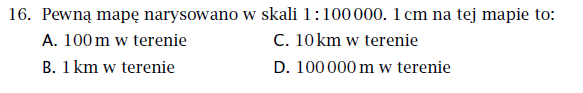 16. Pewną mapę narysowano w skali 1 : 100 000. 1 cm na tej mapie to:
A. 100 m w terenie C. 10 km w terenie
B. 1 km w terenie D. 100 000 m w terenie